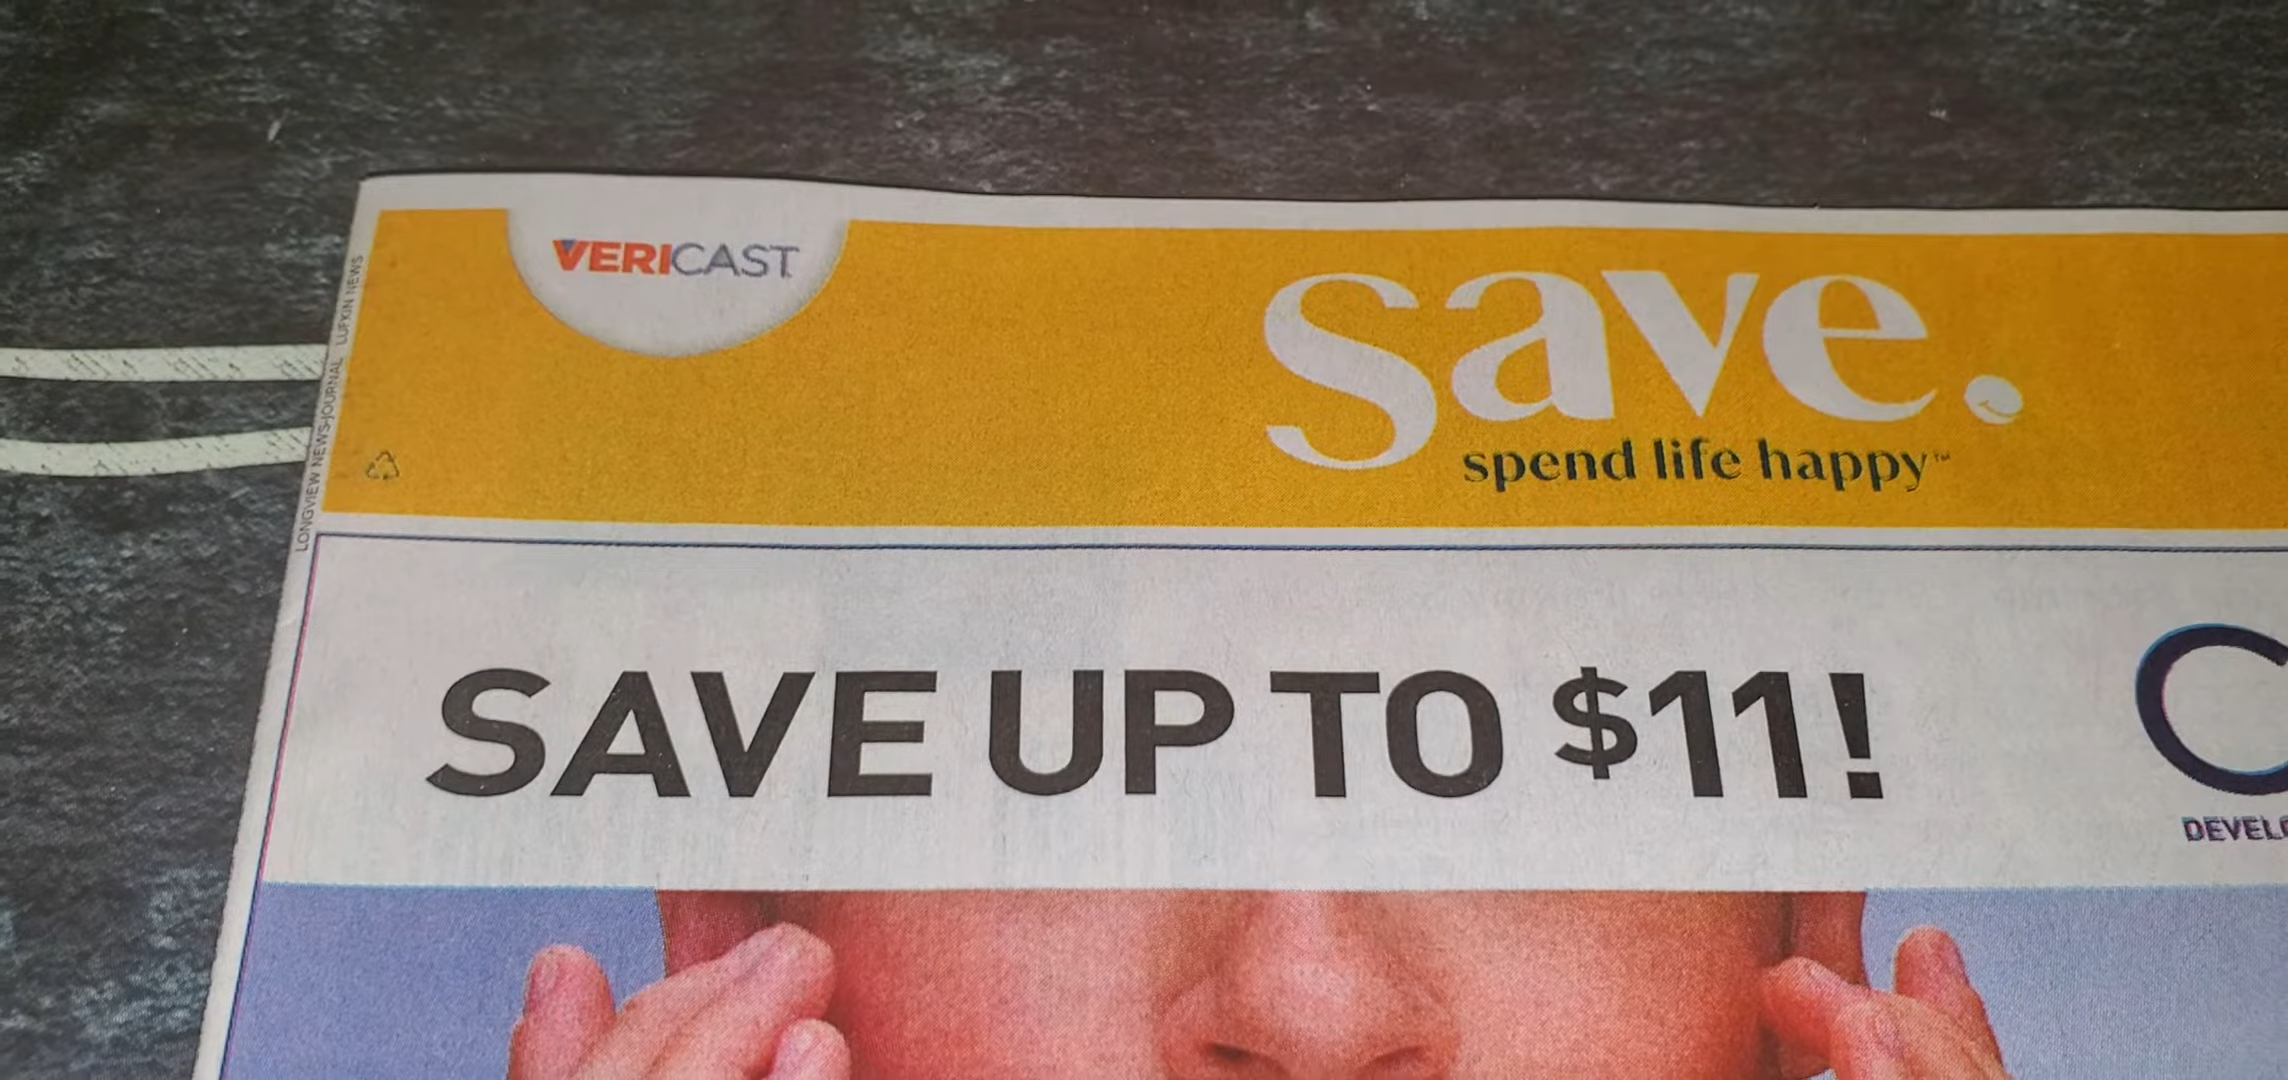 VERICAST
save.
spend life happy™
LONGVIEW NEWS-JOURNAL LUFKIN NEWS
SAVE UP TO $11!